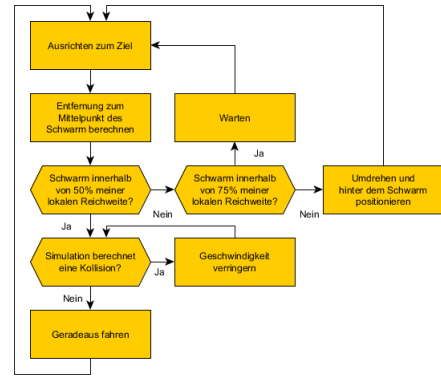 Ausrichten zum Ziel
Entfernung zum
Mittelpunkt des
Schwarm berechnen
Warten
Ja
Schwarm innerhalb
von 50% meiner
lokalen Reichweite?
Nein
Schwarm innerhalb
von 75% meiner
lokalen Reichweite?
Nein
Umdrehen und
hinter dem Schwarm
positionieren
Ja
Simulation berechnet
eine Kollision?
Ja
Geschwindigkeit
verringern
Nein
Geradeaus fahren